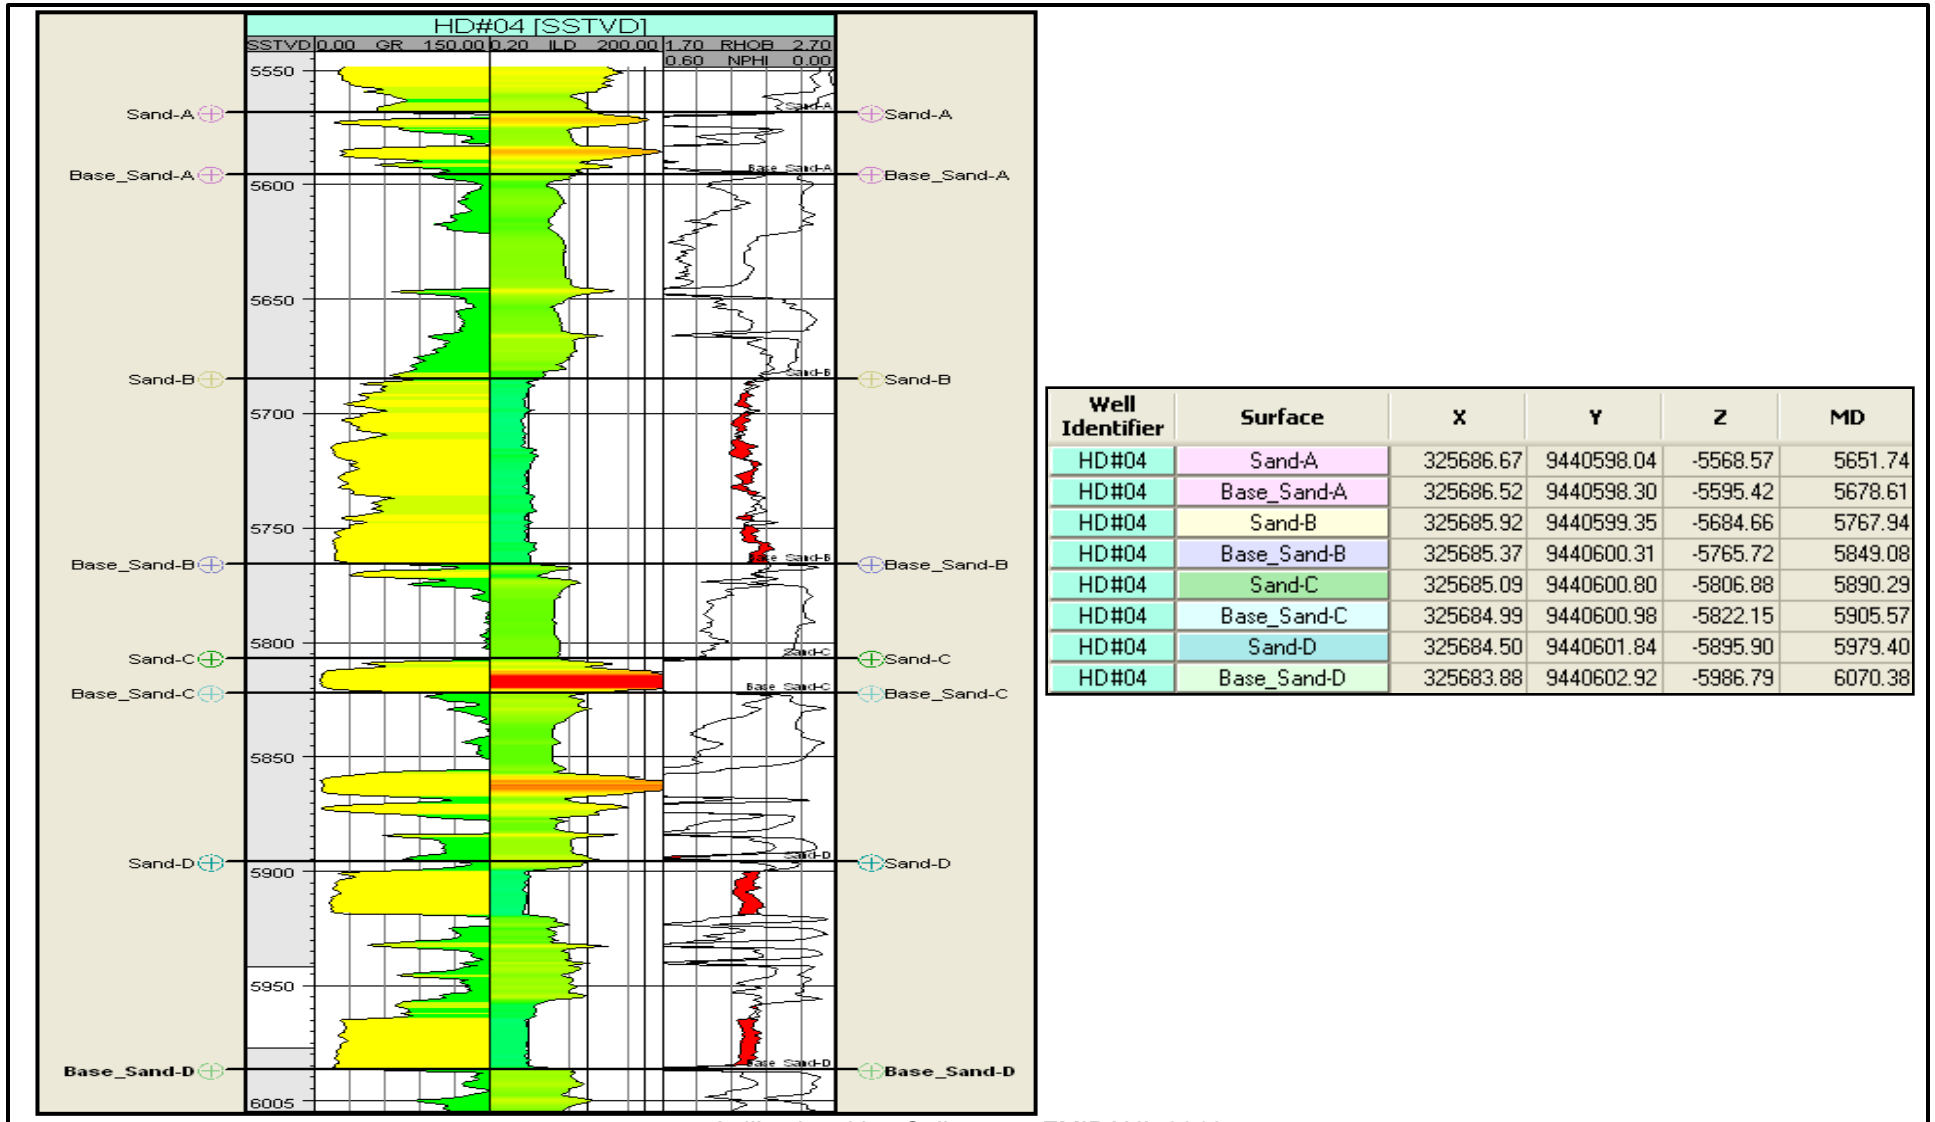 HD#04 [SSTVD]
SSTVD 0.00 GR 150.00 0.20 ILD 200.00 1.70 RHOB 2.70
0.60 NPHI 0.00
5550
Sand-A Sand-A Sand-A
Base_Sand-A Base_Sand-A Base_Sand-A
5600
5650
Sand-B Sand-B Sand-B
5700
5750
Base_Sand-B Base_Sand-B Base_Sand-B
5800
Sand-C Sand-C Sand-C
Base_Sand-C Base_Sand-C Base_Sand-C
5850
Sand-D Sand-D Sand-D
5900
5950
Base_Sand-D Base_Sand-D Base_Sand-D
6005
Well Identifier Surface X Y Z MD
HD#04 Sand-A 325686.67 9440598.04 -5568.57 5651.74
HD#04 Base_Sand-A 325686.52 9440598.30 -5595.42 5678.61
HD#04 Sand-B 325685.92 9440599.35 -5684.66 5767.94
HD#04 Base_Sand-B 325685.37 9440600.31 -5765.72 5849.08
HD#04 Sand-C 325685.09 9440600.80 -5806.88 5890.29
HD#04 Base_Sand-C 325684.99 9440600.98 -5822.15 5905.57
HD#04 Sand-D 325684.50 9440601.84 -5895.90 5979.40
HD#04 Base_Sand-D 325683.88 9440602.92 -5986.79 6070.38